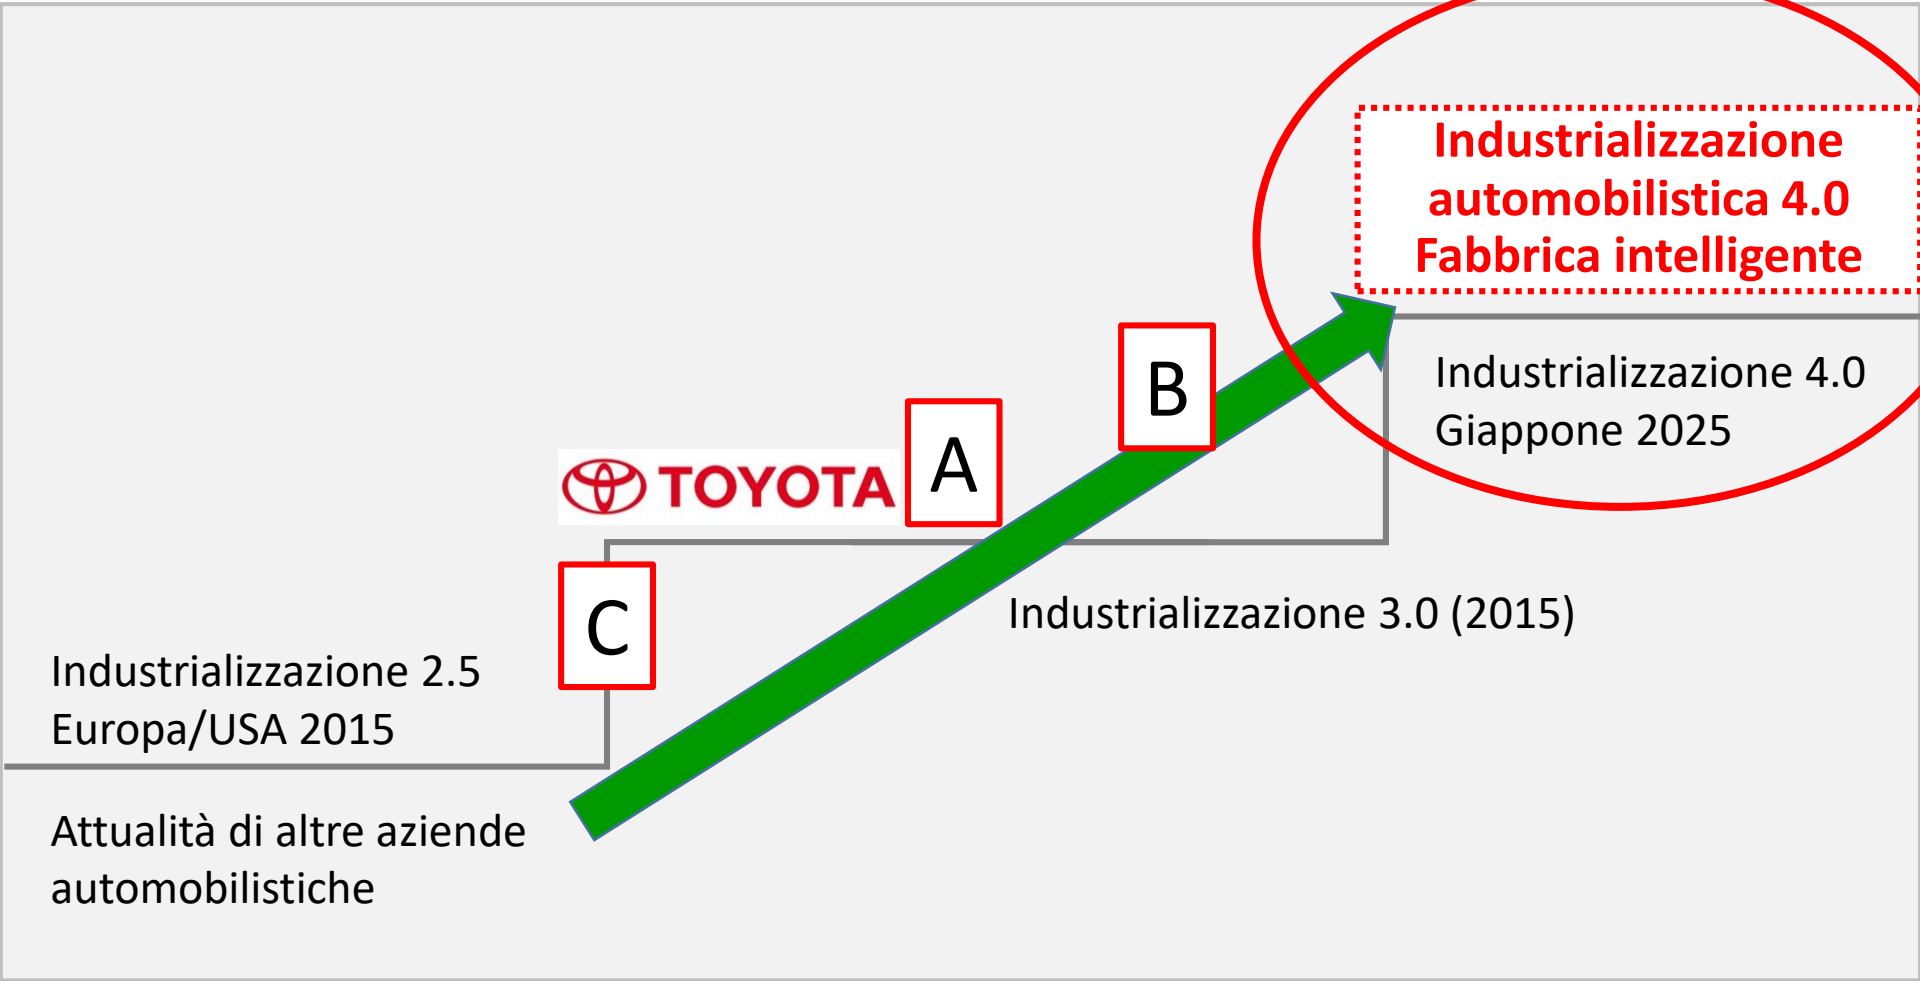 Industrializzazione
automobilistica 4.0
Fabbrica intelligente
B
Industrializzazione 4.0
Giappone 2025
TOYOTA
A
C
Industrializzazione 3.0 (2015)
Industrializzazione 2.5
Europa/USA 2015
Attualità di altre aziende
automobilistiche